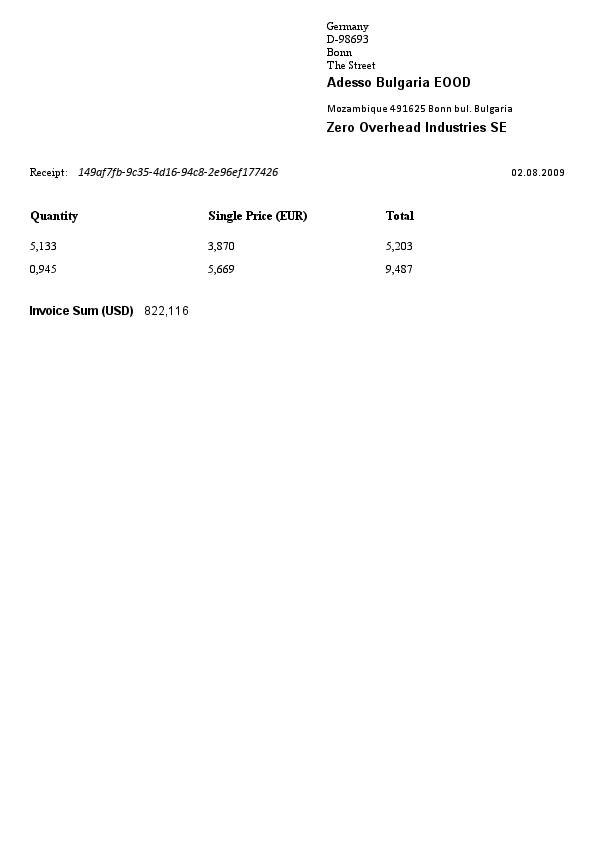 Germany
D-98693
Bonn
The Street
Adesso Bulgaria EOOD
Mozambique 491625 Bonn bul. Bulgaria
Zero Overhead Industries SE
Receipt: 149af7fb-9c35-4d16-94c8-2e96ef177426 02.08.2009
Quantity Single Price (EUR) Total
5,133 3,870 5,203
0,945 5,669 9,487
Invoice Sum (USD) 822,116